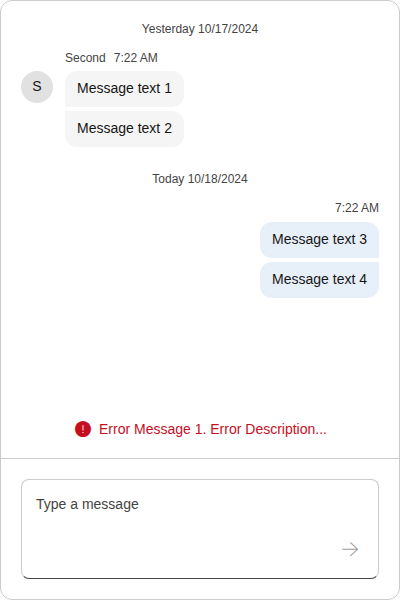 Yesterday 10/17/2024
Second 7:22 AM
S
Message text 1
Message text 2
Today 10/18/2024
7:22 AM
Message text 3
Message text 4
Error Message 1. Error Description...
Type a message